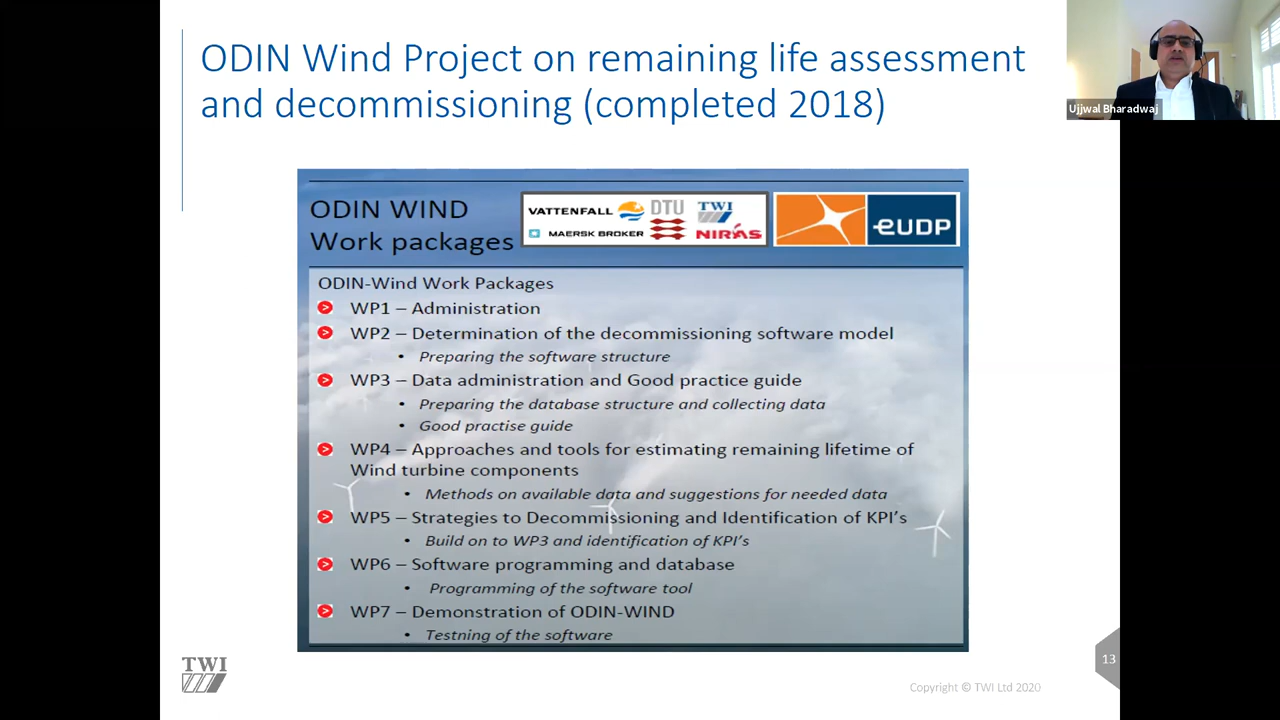 ODIN Wind Project on remaining life assessment
and decommissioning (completed 2018)
Ujjwal Bharadwaj
ODIN WIND
Work packages
VATTENFALL
DTU
TWI
MAERSK BROKER
NIRAS
eUDP
ODIN-Wind Work Packages
WP1 – Administration
WP2 – Determination of the decommissioning software model
• Preparing the software structure
WP3 – Data administration and Good practice guide
• Preparing the database structure and collecting data
• Good practise guide
WP4 – Approaches and tools for estimating remaining lifetime of
Wind turbine components
• Methods on available data and suggestions for needed data
WP5 – Strategies to Decommissioning and Identification of KPI's
• Build on to WP3 and identification of KPI's
WP6 – Software programming and database
• Programming of the software tool
WP7 – Demonstration of ODIN-WIND
• Testning of the software
TWI
13
Copyright © TWI Ltd 2020